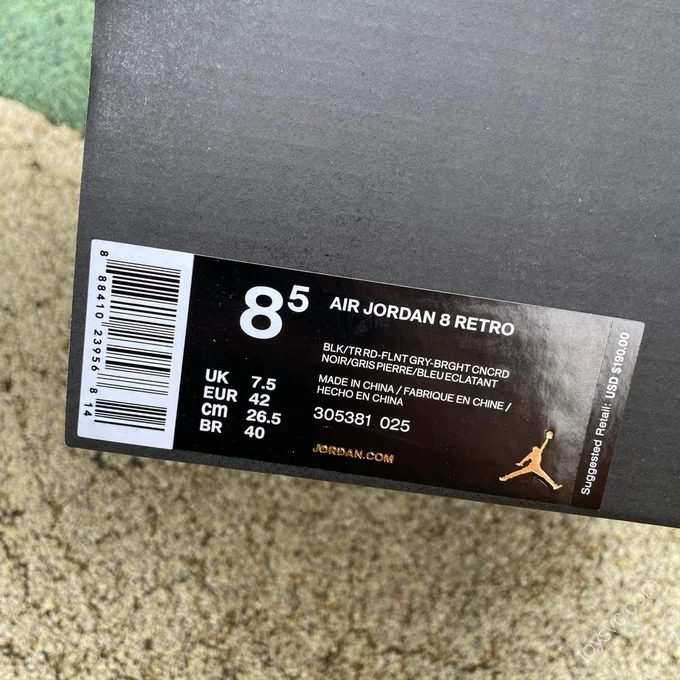 8 88410 23956 8 14
8 5
AIR JORDAN 8 RETRO
BLK/TR RD-FLNT GRY-BRGHT CNCRD
NOIR/GRIS PIERRE/BLEU ECLATANT
MADE IN CHINA / FABRIQUE EN CHINE /
HECHO EN CHINA
305381 025
UK 7.5
EUR 42
cm 26.5
BR 40
JORDAN.COM
Suggested Retail: USD $190.00